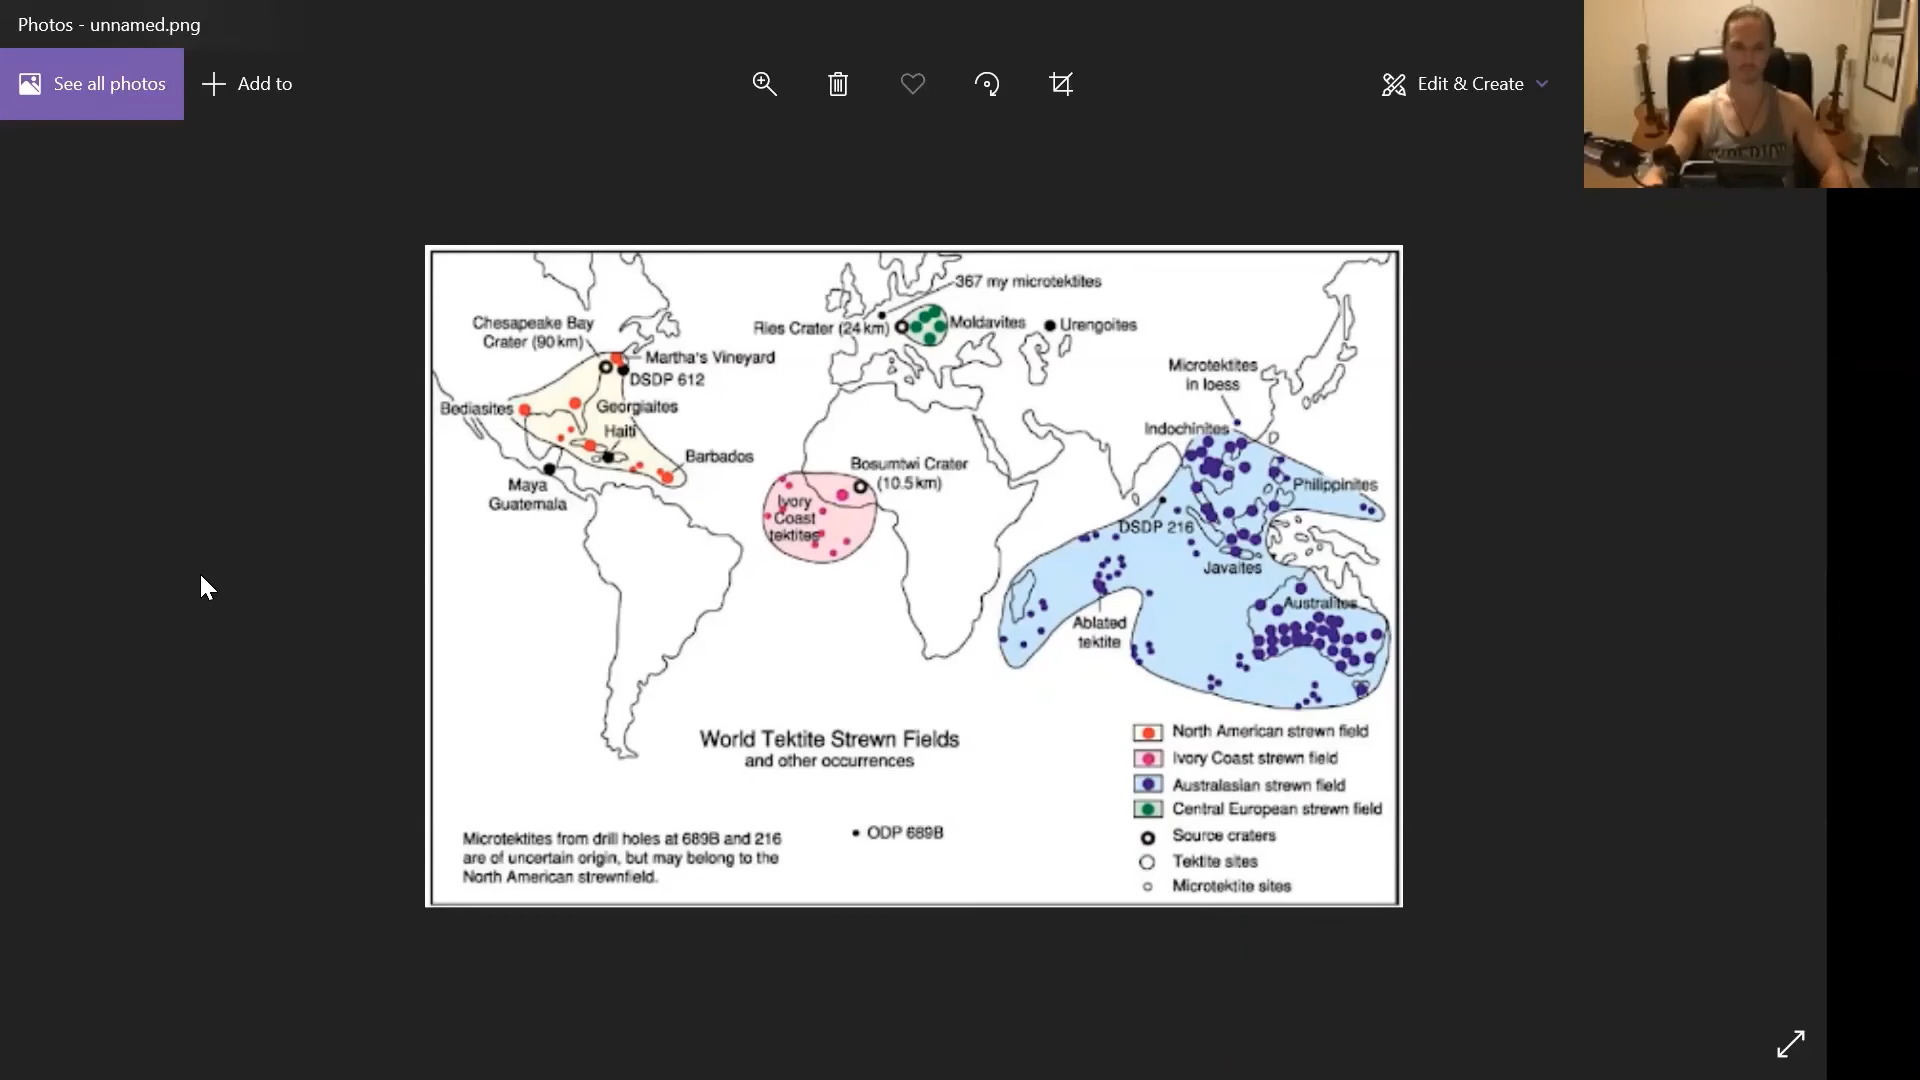 Photos - unnamed.png
See all photos
Add to
Edit & Create
367 my microtektites
Chesapeake Bay
Crater (90 km)
Ries Crater (24 km)
Moldavites
Urengoites
Martha's Vineyard
DSDP 612
Microtektites
in loess
Bediasites
Georgiaites
Haiti
Indochinites
Barbados
Bosumtwi Crater
(10.5 km)
Maya
Guatemala
Ivory
Coast
tektites
Philippinites
DSDP 216
Javaites
Australites
Ablated
tektite
World Tektite Strewn Fields
and other occurrences
North American strewn field
Ivory Coast strewn field
Australasian strewn field
Central European strewn field
Source craters
Tektite sites
Microtektite sites
ODP 689B
Microtektites from drill holes at 689B and 216
are of uncertain origin, but may belong to the
North American strewnfield.